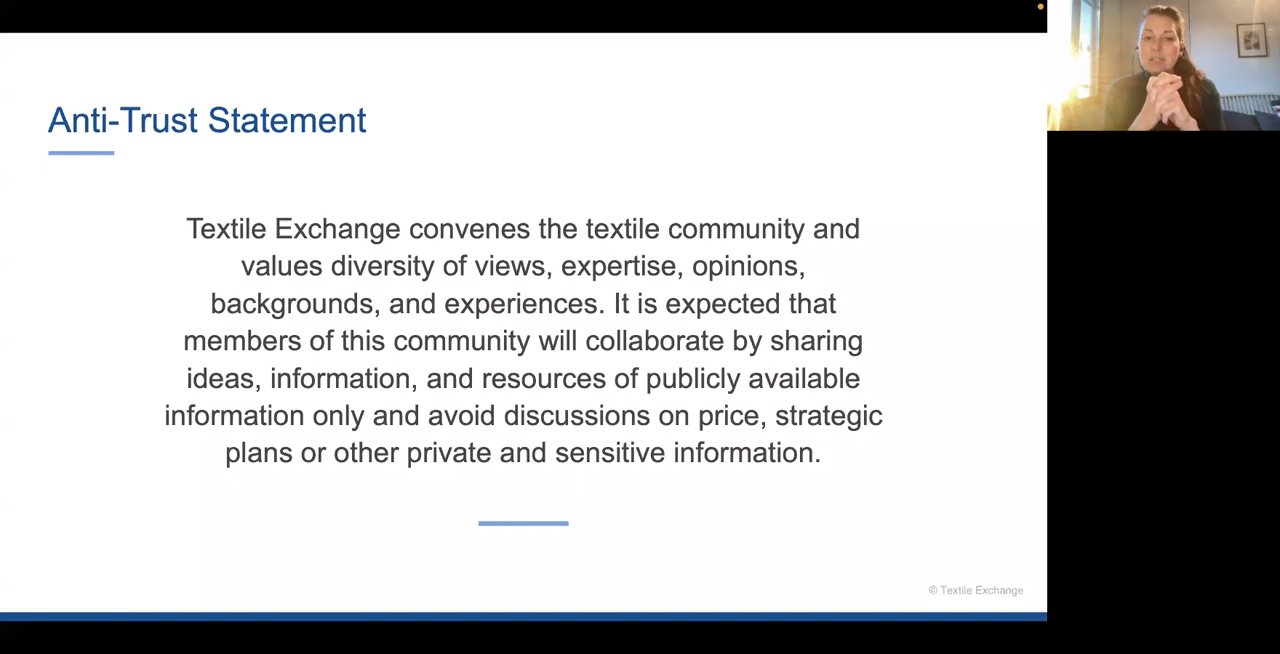 Anti-Trust Statement
Textile Exchange convenes the textile community and
values diversity of views, expertise, opinions,
backgrounds, and experiences. It is expected that
members of this community will collaborate by sharing
ideas, information, and resources of publicly available
information only and avoid discussions on price, strategic
plans or other private and sensitive information.
© Textile Exchange